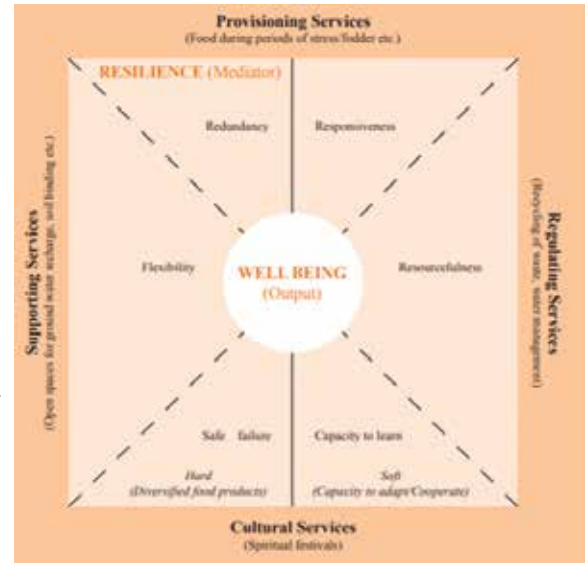 Provisioning Services
(Food during periods of stress/fodder etc.)
RESILIENCE (Mediator)
Redundancy
Responsiveness
Supporting Services
(Open spaces for ground water recharge, soil binding etc.)
Flexibility
WELL BEING
(Output)
Resourcefulness
Regulating Services
(Recycling of waste, water management)
Safe failure
Capacity to learn
Hard
(Diversified food products)
Soft
(Capacity to adapt/Cooperate)
Cultural Services
(Spiritual festivals)